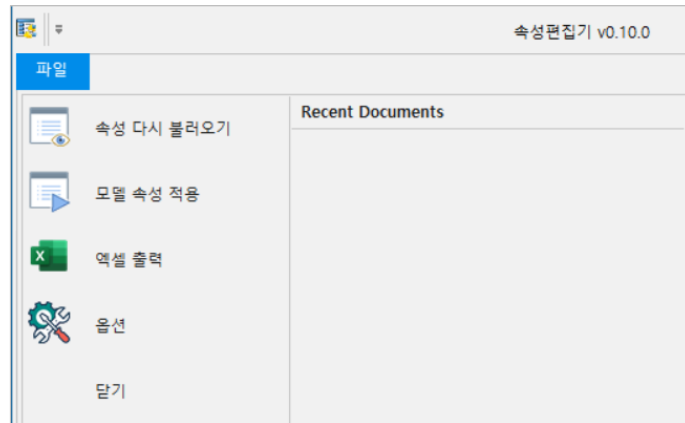 속성편집기 v0.10.0
파일
속성 다시 불러오기
Recent Documents
모델 속성 적용
엑셀 출력
옵션
닫기